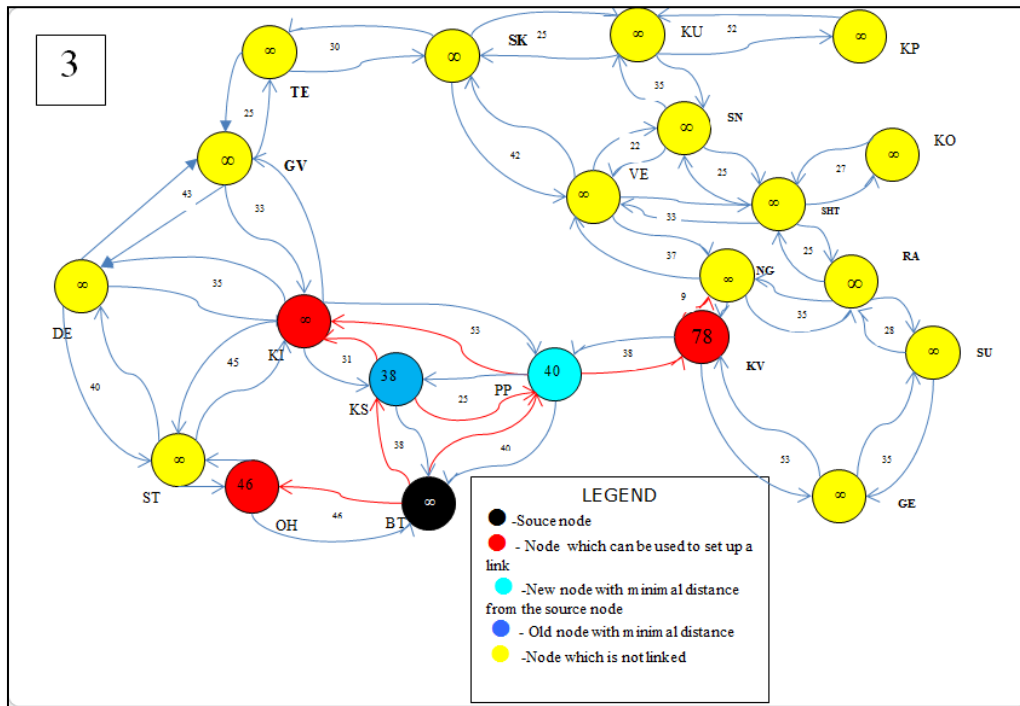 3
∞
TE
30
∞
SK
25
∞
KU
52
∞
KP
25
35
∞
SN
∞
GV
42
22
VE
∞
25
27
∞
KO
43
33
∞
33
∞
SHT
25
RA
37
∞
NG
∞
DE
35
∞
9
35
28
∞
SU
KI
∞
53
78
KV
38
45
31
38
KS
25
PP
40
40
38
40
53
35
∞
ST
46
OH
46
BT
∞
∞
GE
LEGEND
-Souce node
- Node which can be used to set up a
link
-New node with minimal distance
from the source node
- Old node with minimal distance
-Node which is not linked